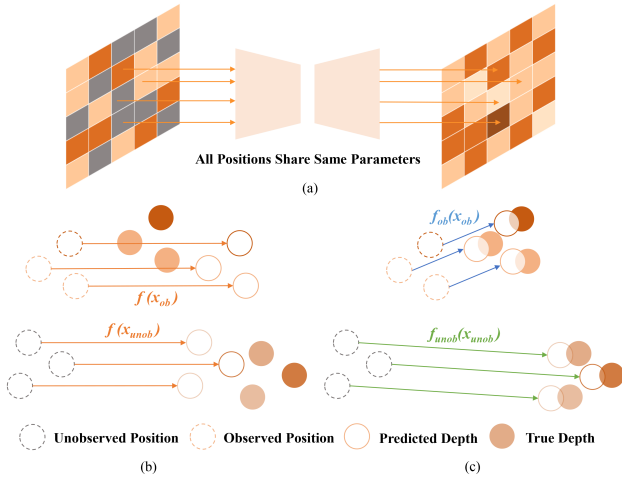 All Positions Share Same Parameters
(a)
f(x_ob)
f_ob(x_ob)
f(x_unob)
f_unob(x_unob)
Unobserved Position
Observed Position
Predicted Depth
True Depth
(b)
(c)